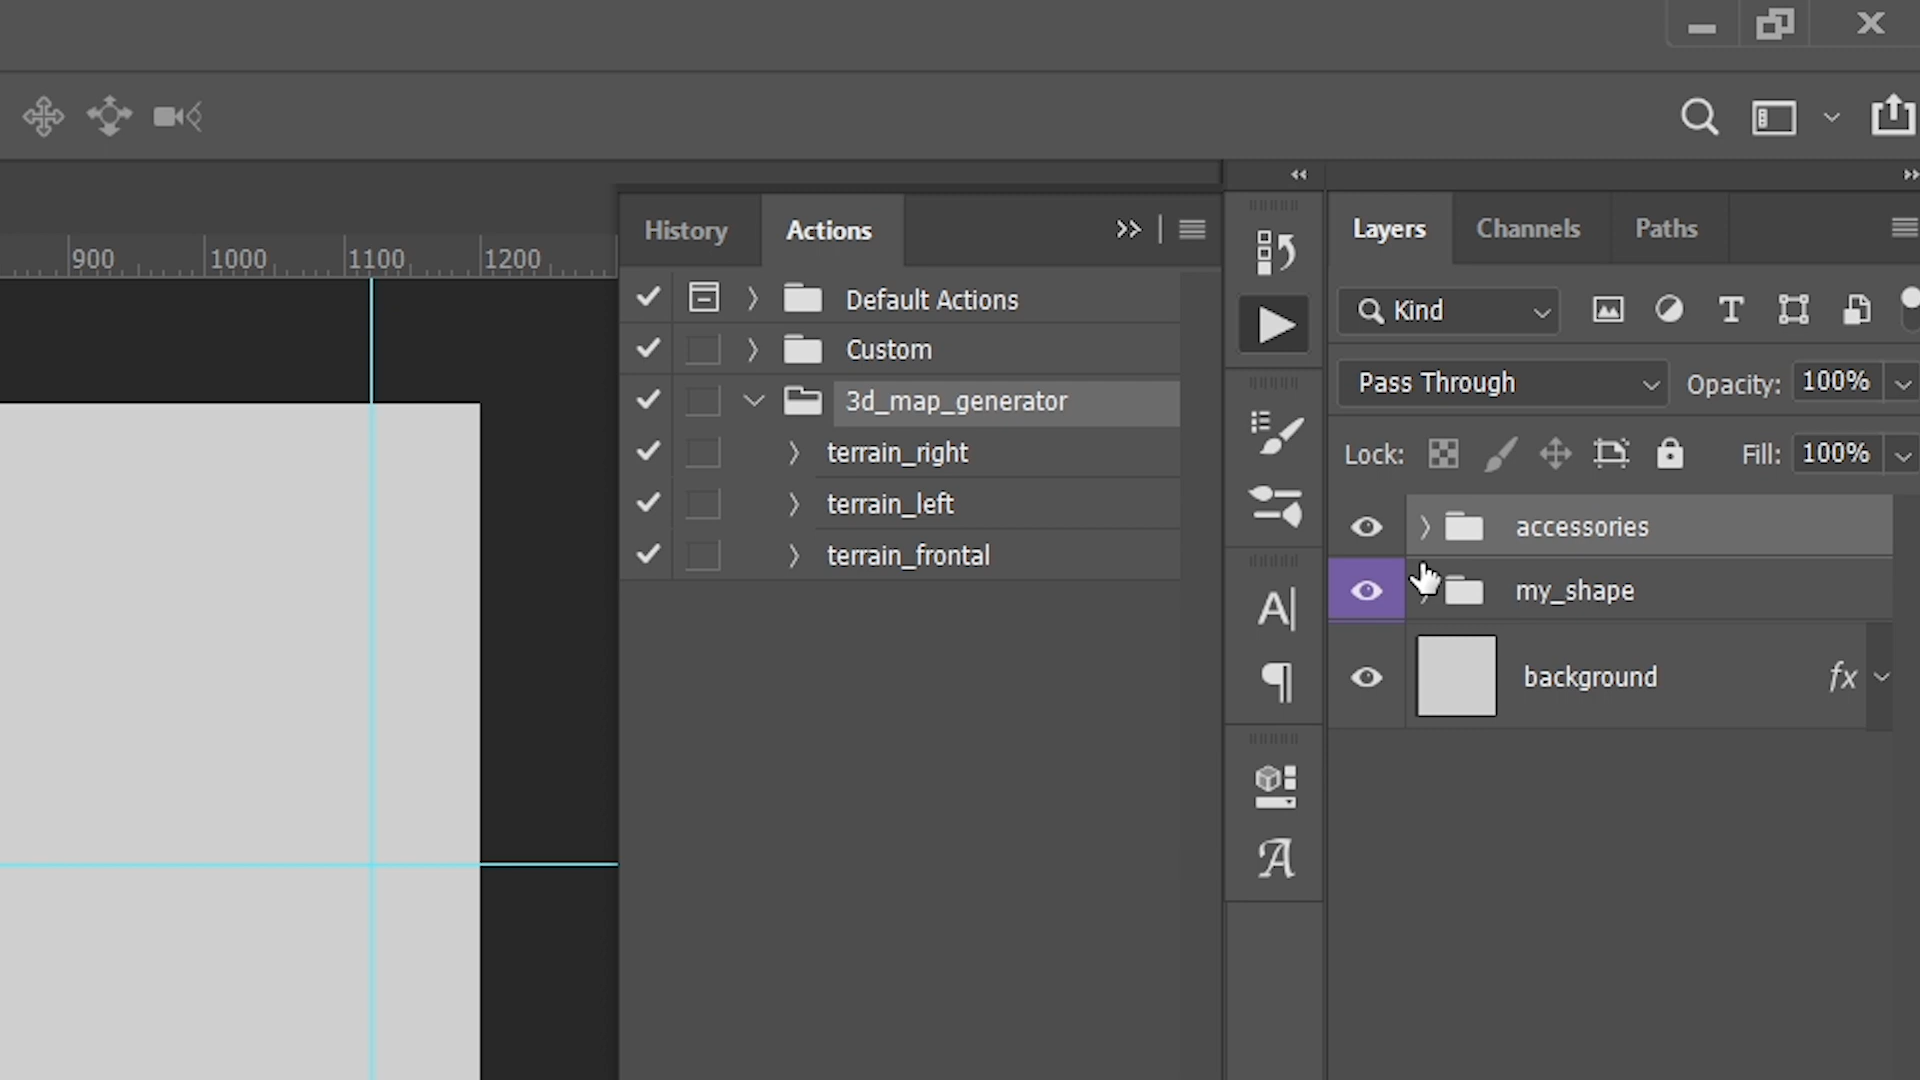 900 1000 1100 1200
History Actions
Default Actions
Custom
3d_map_generator
terrain_right
terrain_left
terrain_frontal
Layers Channels Paths
Kind
Pass Through Opacity: 100%
Lock: Fill: 100%
accessories
my_shape
background fx